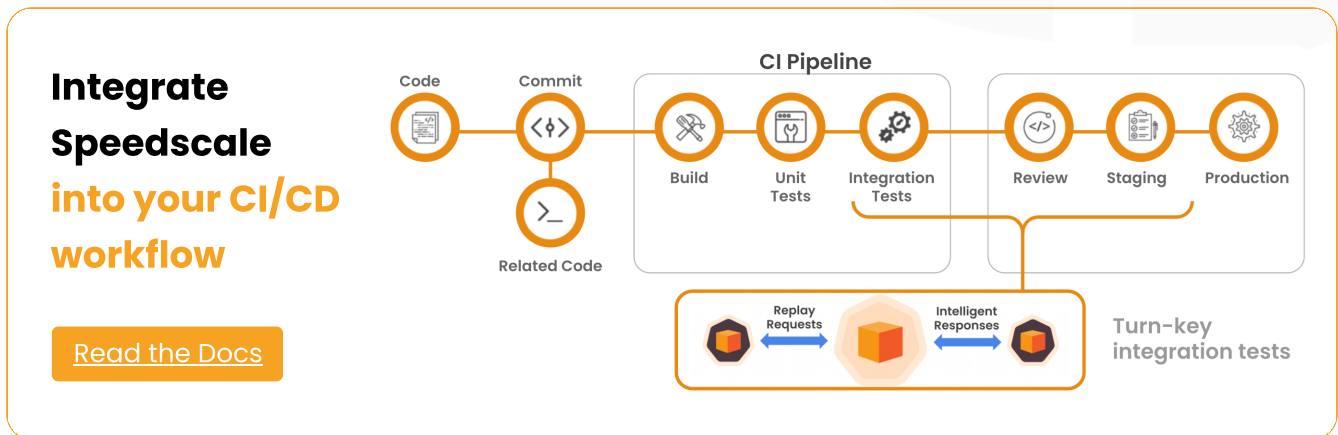 Integrate
Speedscale
into your CI/CD
workflow
Read the Docs
Code
Commit
Related Code
CI Pipeline
Build
Unit
Tests
Integration
Tests
Review
Staging
Production
Replay
Requests
Intelligent
Responses
Turn-key
integration tests